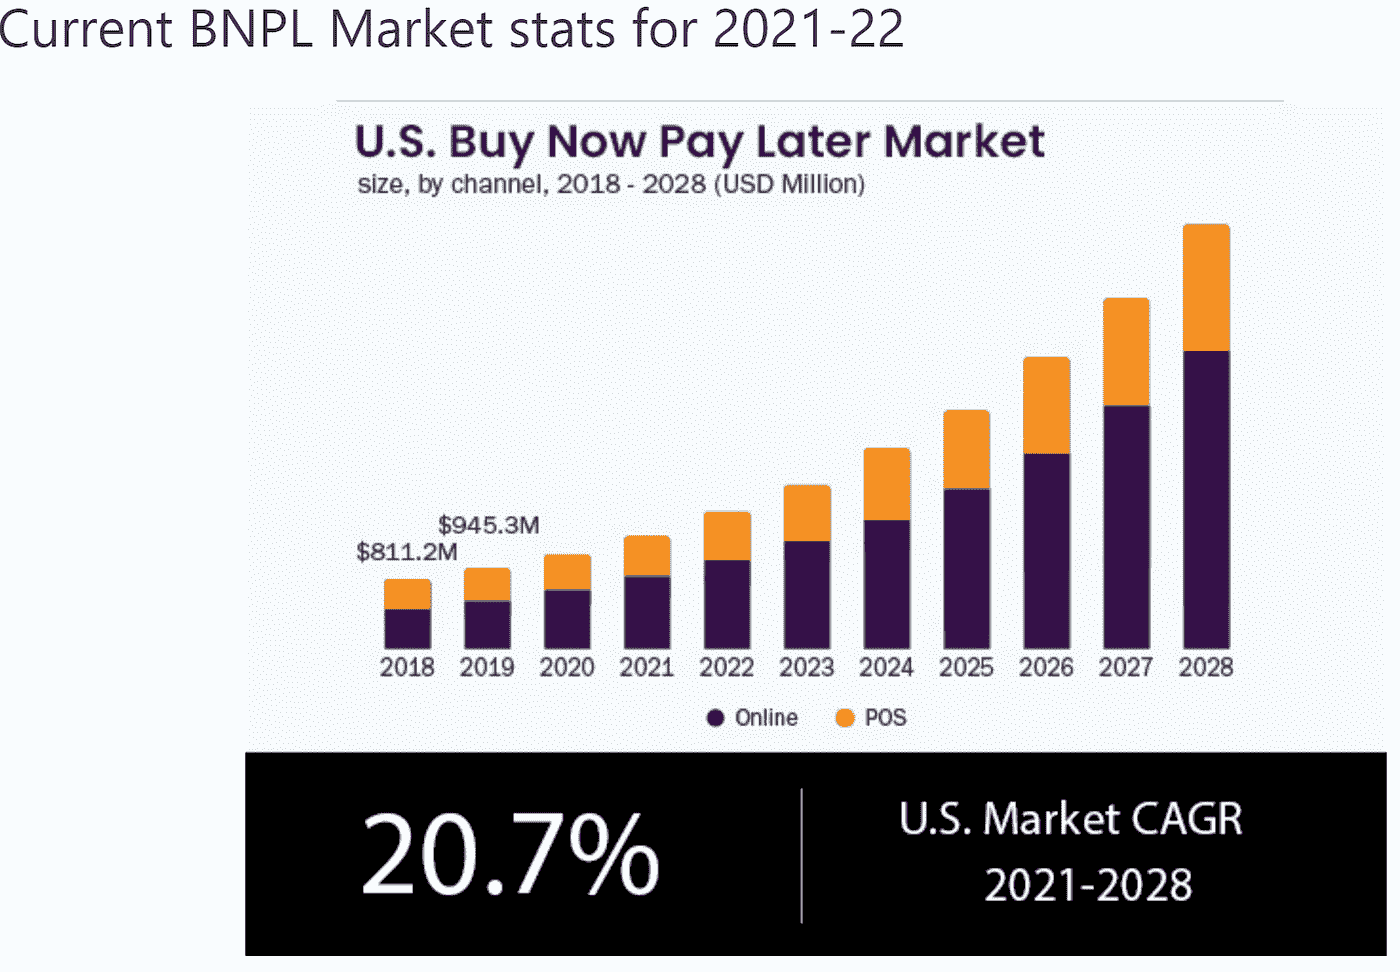 Current BNPL Market stats for 2021-22
U.S. Buy Now Pay Later Market
size, by channel, 2018 - 2028 (USD Million)
$945.3M
$811.2M
2018 2019 2020 2021 2022 2023 2024 2025 2026 2027 2028
Online POS
20.7%
U.S. Market CAGR
2021-2028